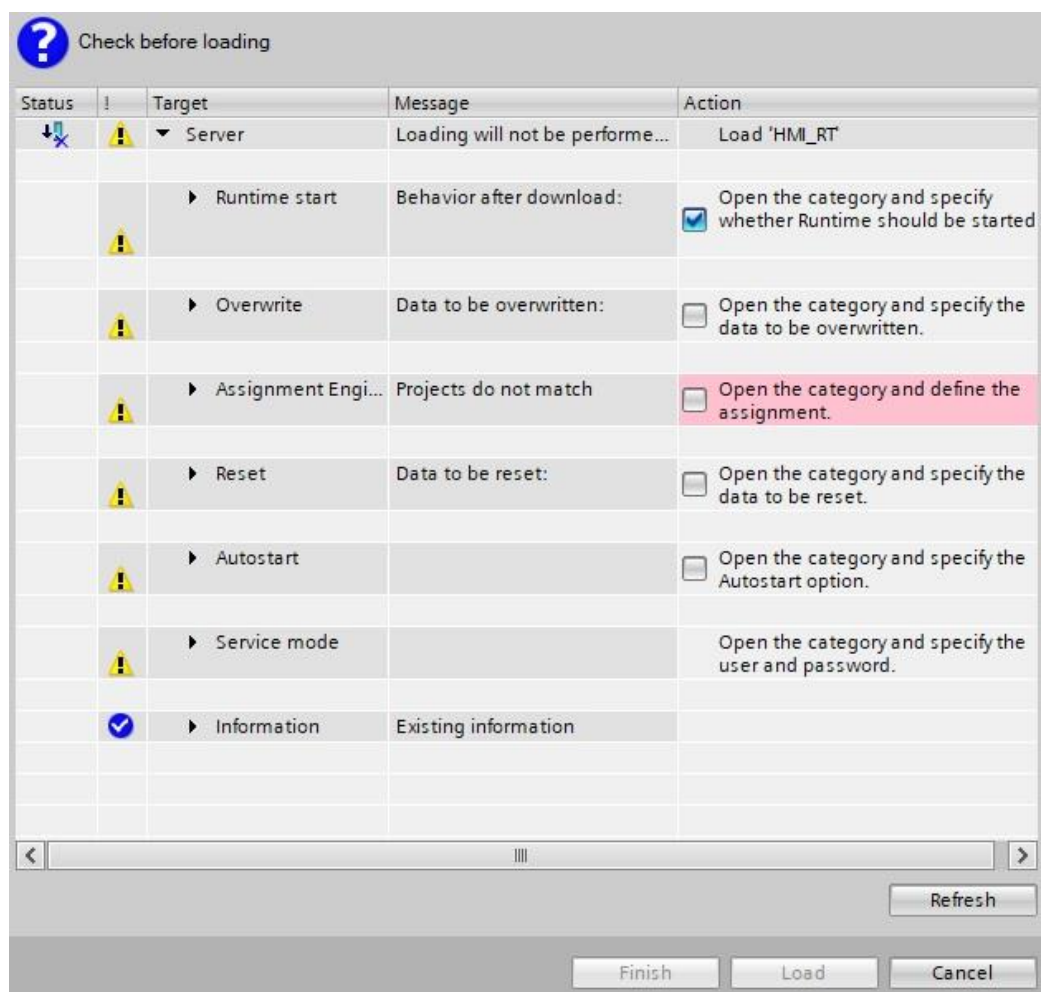 Check before loading
Status ! Target Message Action
Server Loading will not be performe... Load 'HMI_RT'
Runtime start Behavior after download: Open the category and specify
whether Runtime should be started
Overwrite Data to be overwritten: Open the category and specify the
data to be overwritten.
Assignment Engi... Projects do not match Open the category and define the
assignment.
Reset Data to be reset: Open the category and specify the
data to be reset.
Autostart Open the category and specify the
Autostart option.
Service mode Open the category and specify the
user and password.
Information Existing information
Refresh
Finish Load Cancel